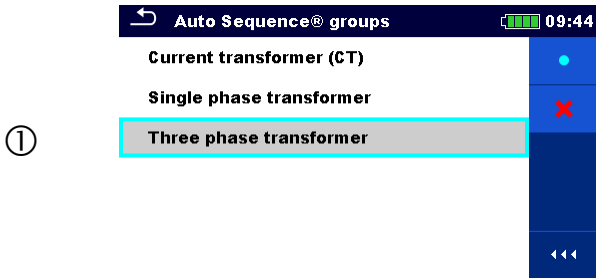 Auto Sequence® groups 09:44
Current transformer (CT)
Single phase transformer
①
Three phase transformer